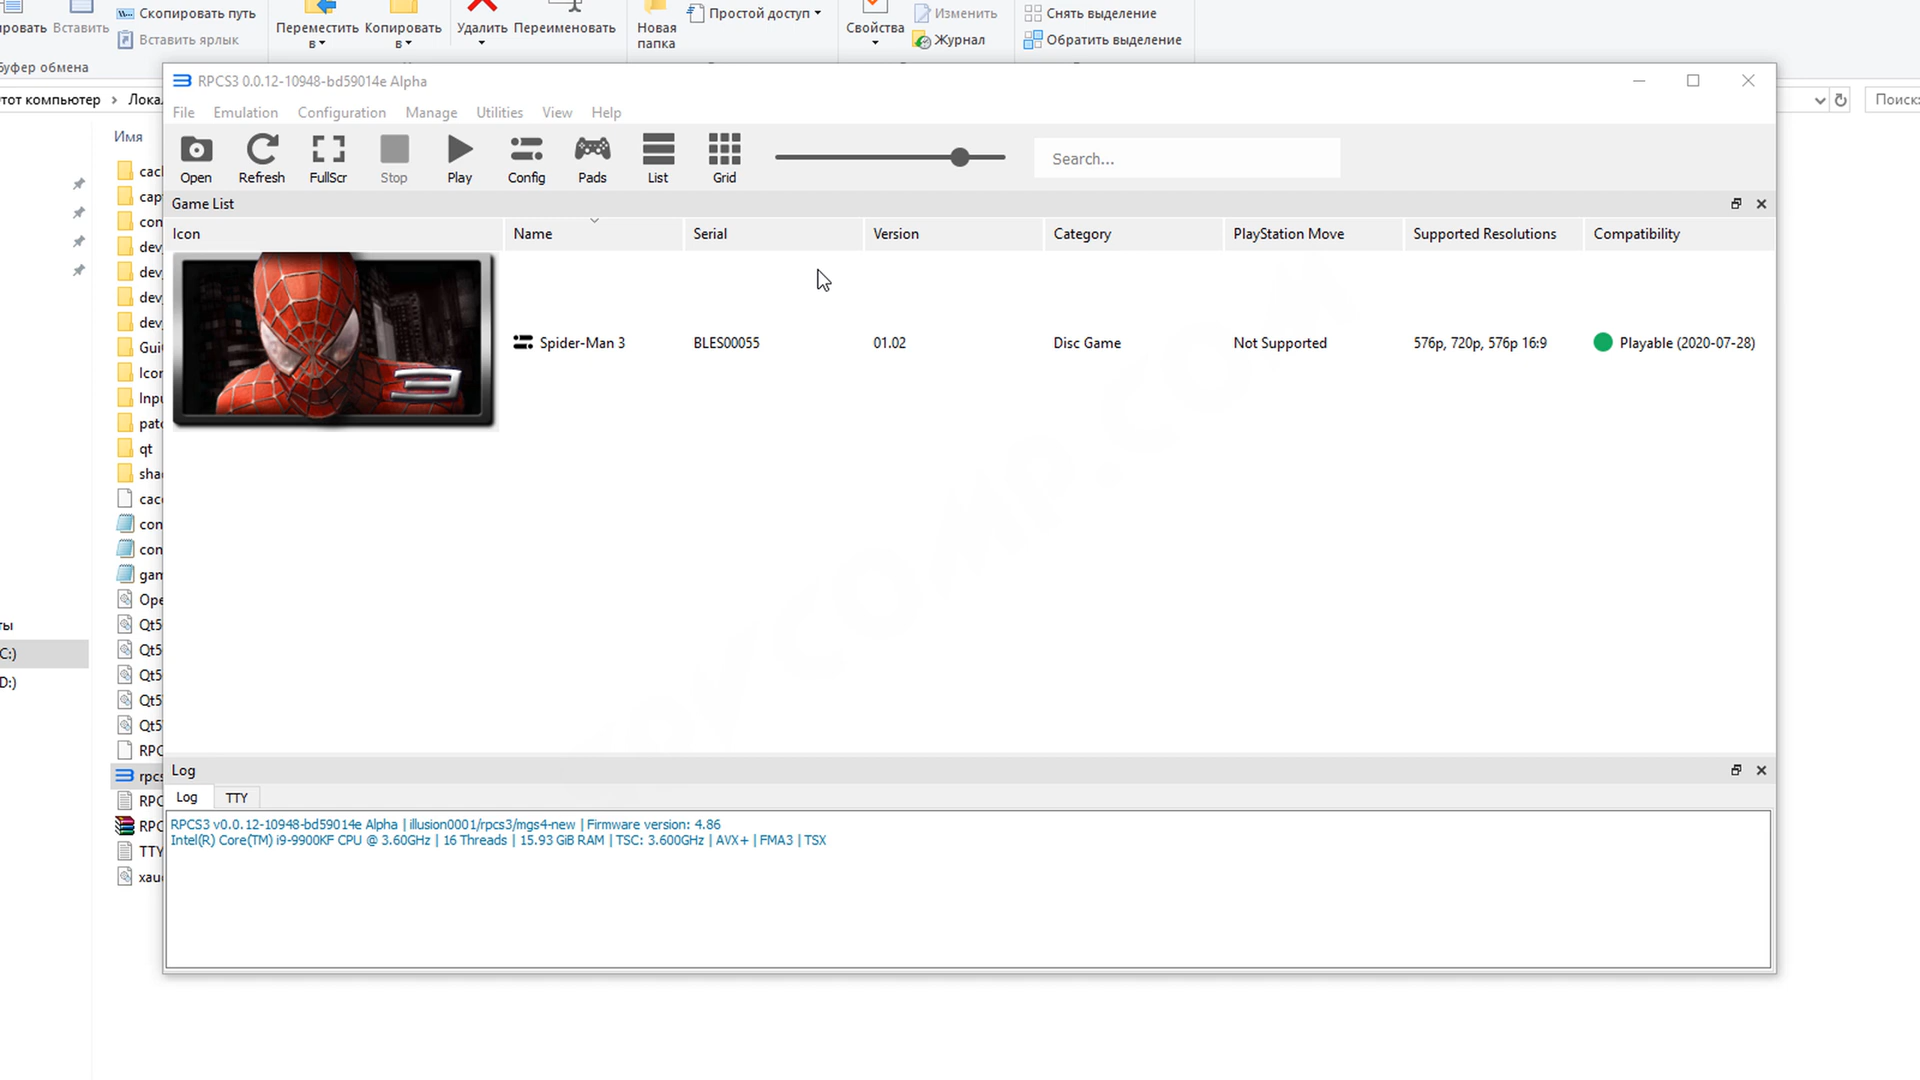 Скопировать путь
Вставить
Вставить ярлык
Переместить в
Копировать в
Удалить
Переименовать
Новая папка
Простой доступ
Свойства
Изменить
Журнал
Снять выделение
Обратить выделение
RPCS3 0.0.12-10948-bd59014e Alpha
File Emulation Configuration Manage Utilities View Help
Open Refresh FullScr Stop Play Config Pads List Grid
Search...
Game List
Icon Name Serial Version Category PlayStation Move Supported Resolutions Compatibility
3
Spider-Man 3 BLES00055 01.02 Disc Game Not Supported 576p, 720p, 576p 16:9 Playable (2020-07-28)
Имя
qt
C:)
D:)
Log
Log TTY
RPCS3 v0.0.12-10948-bd59014e Alpha | illusion0001/rpcs3/mgs4-new | Firmware version: 4.86
Intel(R) Core(TM) i9-9900KF CPU @ 3.60GHz | 16 Threads | 15.93 GiB RAM | TSC: 3.600GHz | AVX+ | FMA3 | TSX